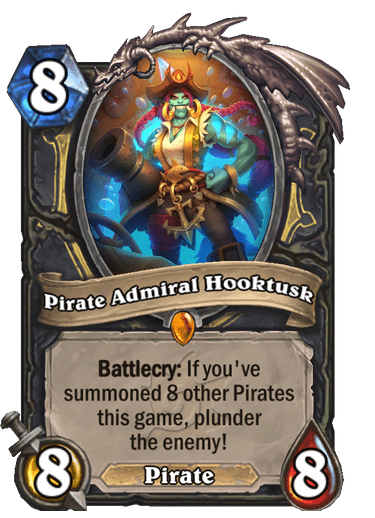 8
Pirate Admiral Hooktusk
Battlecry: If you've
summoned 8 other Pirates
this game, plunder
the enemy!
8
Pirate
8